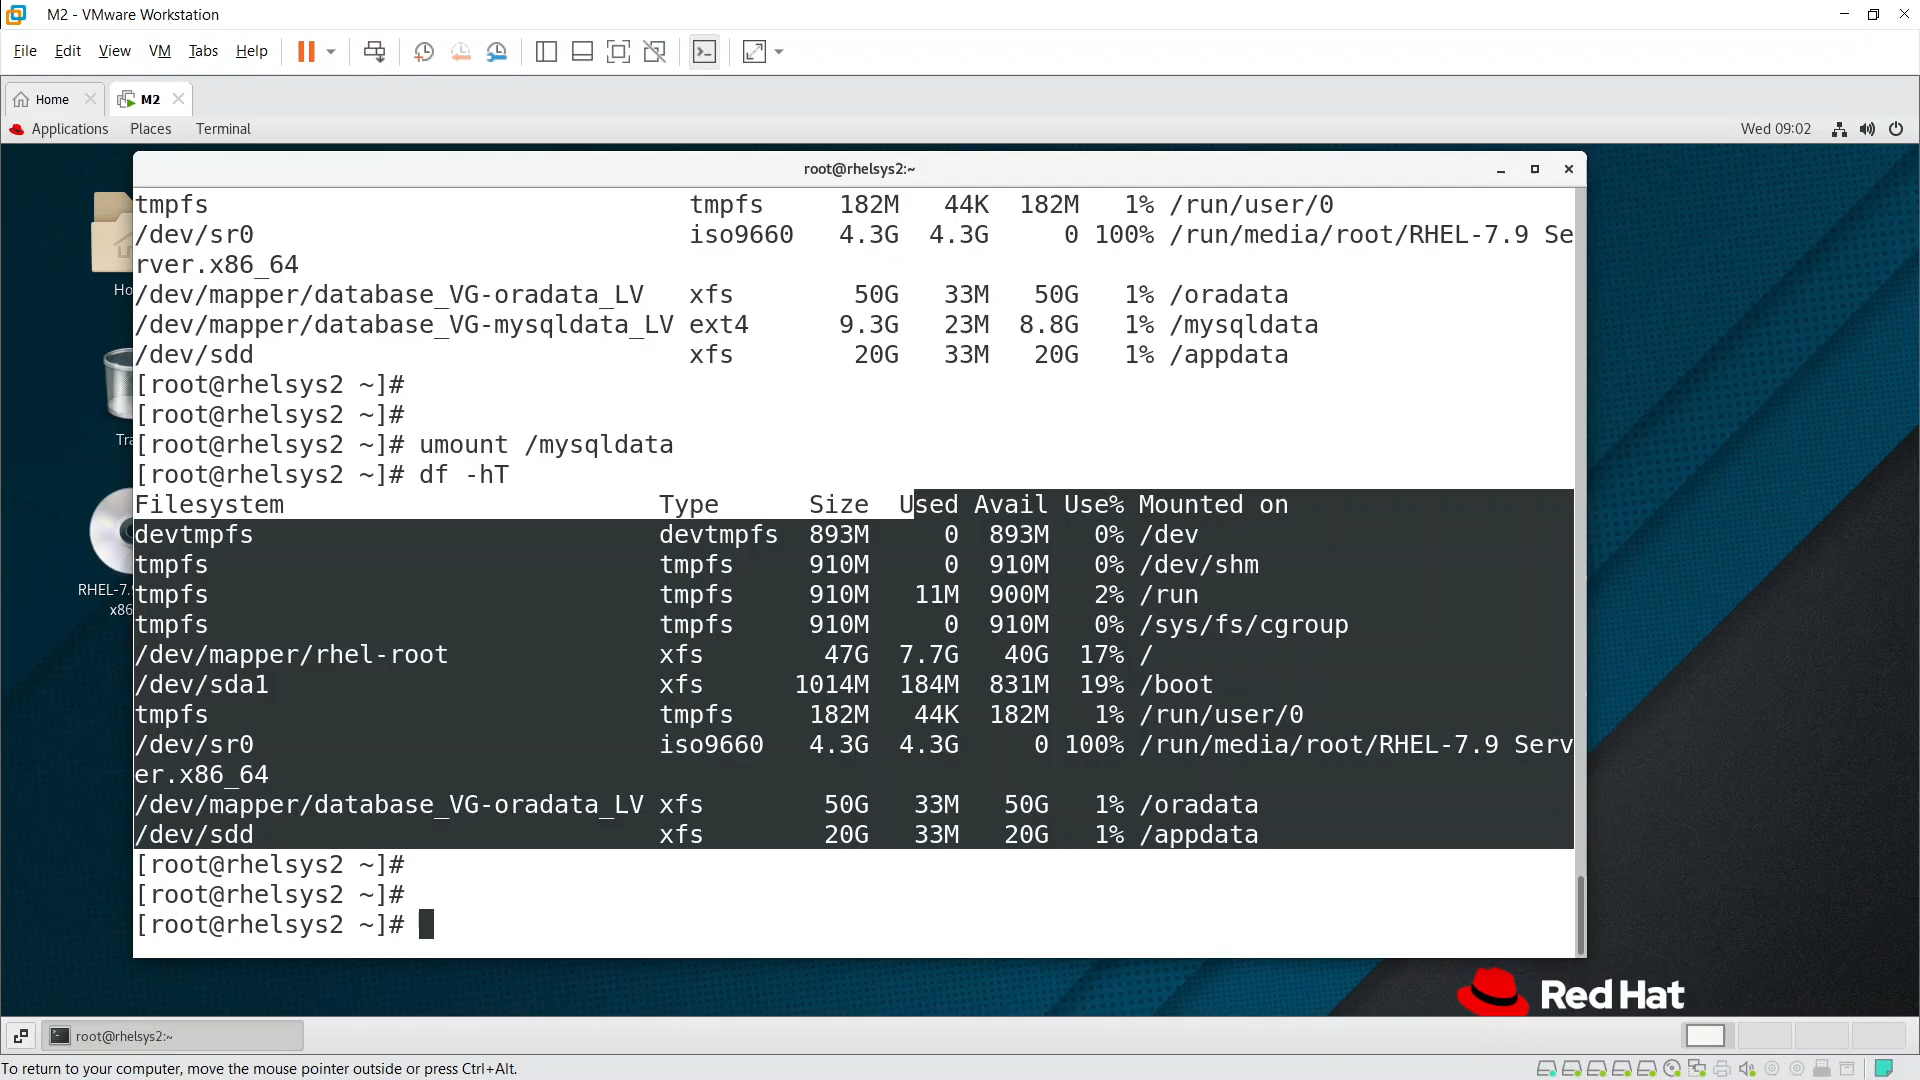 M2 - VMware Workstation
File Edit View VM Tabs Help
Home M2
Applications Places Terminal Wed 09:02
root@rhelsys2:~
tmpfs tmpfs 182M 44K 182M 1% /run/user/0
/dev/sr0 iso9660 4.3G 4.3G 0 100% /run/media/root/RHEL-7.9 Se
rver.x86_64
/dev/mapper/database_VG-oradata_LV xfs 50G 33M 50G 1% /oradata
/dev/mapper/database_VG-mysqldata_LV ext4 9.3G 23M 8.8G 1% /mysqldata
/dev/sdd xfs 20G 33M 20G 1% /appdata
[root@rhelsys2 ~]#
[root@rhelsys2 ~]#
[root@rhelsys2 ~]# umount /mysqldata
[root@rhelsys2 ~]# df -hT
Filesystem Type Size Used Avail Use% Mounted on
devtmpfs devtmpfs 893M 0 893M 0% /dev
tmpfs tmpfs 910M 0 910M 0% /dev/shm
tmpfs tmpfs 910M 11M 900M 2% /run
tmpfs tmpfs 910M 0 910M 0% /sys/fs/cgroup
/dev/mapper/rhel-root xfs 47G 7.7G 40G 17% /
/dev/sda1 xfs 1014M 184M 831M 19% /boot
tmpfs tmpfs 182M 44K 182M 1% /run/user/0
/dev/sr0 iso9660 4.3G 4.3G 0 100% /run/media/root/RHEL-7.9 Serv
er.x86_64
/dev/mapper/database_VG-oradata_LV xfs 50G 33M 50G 1% /oradata
/dev/sdd xfs 20G 33M 20G 1% /appdata
[root@rhelsys2 ~]#
[root@rhelsys2 ~]#
[root@rhelsys2 ~]#
Ho
Tra
RHEL-7.9
x86
Red Hat
root@rhelsys2:~
To return to your computer, move the mouse pointer outside or press Ctrl+Alt.